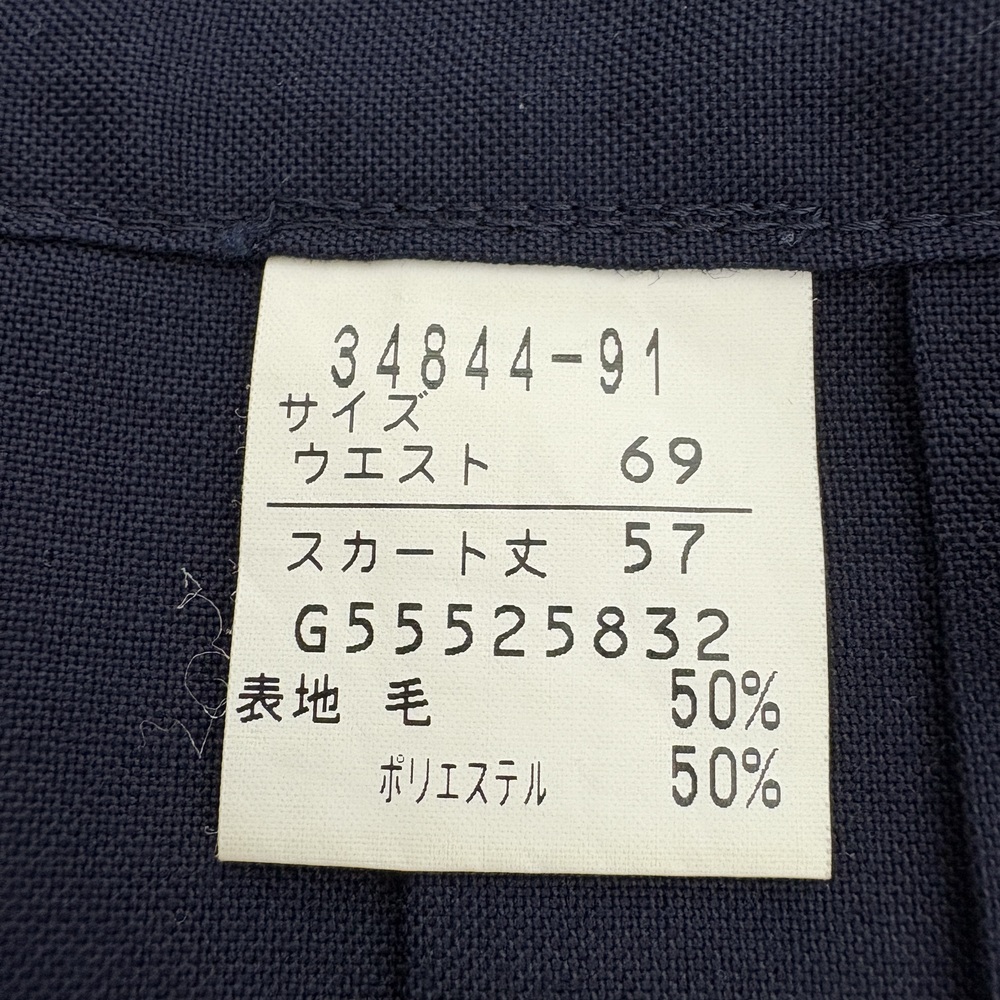 34844-91
サイズ
ウエスト 69
スカート丈 57
G55525832
表地 毛 50%
ポリエステル 50%